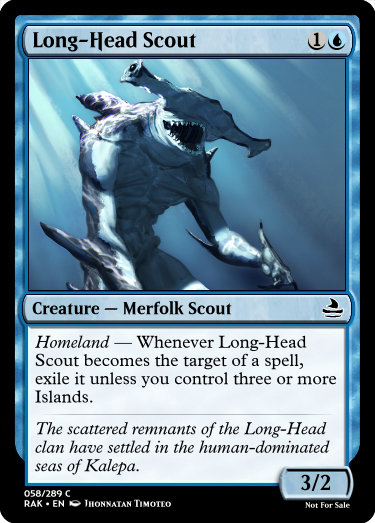 Long-Head Scout 1
Creature — Merfolk Scout
Homeland — Whenever Long-Head
Scout becomes the target of a spell,
exile it unless you control three or more
Islands.
The scattered remnants of the Long-Head
clan have settled in the human-dominated
seas of Kalepa.
3/2
058/289 C
RAK • EN Jhonnatan Timoteo
Not For Sale